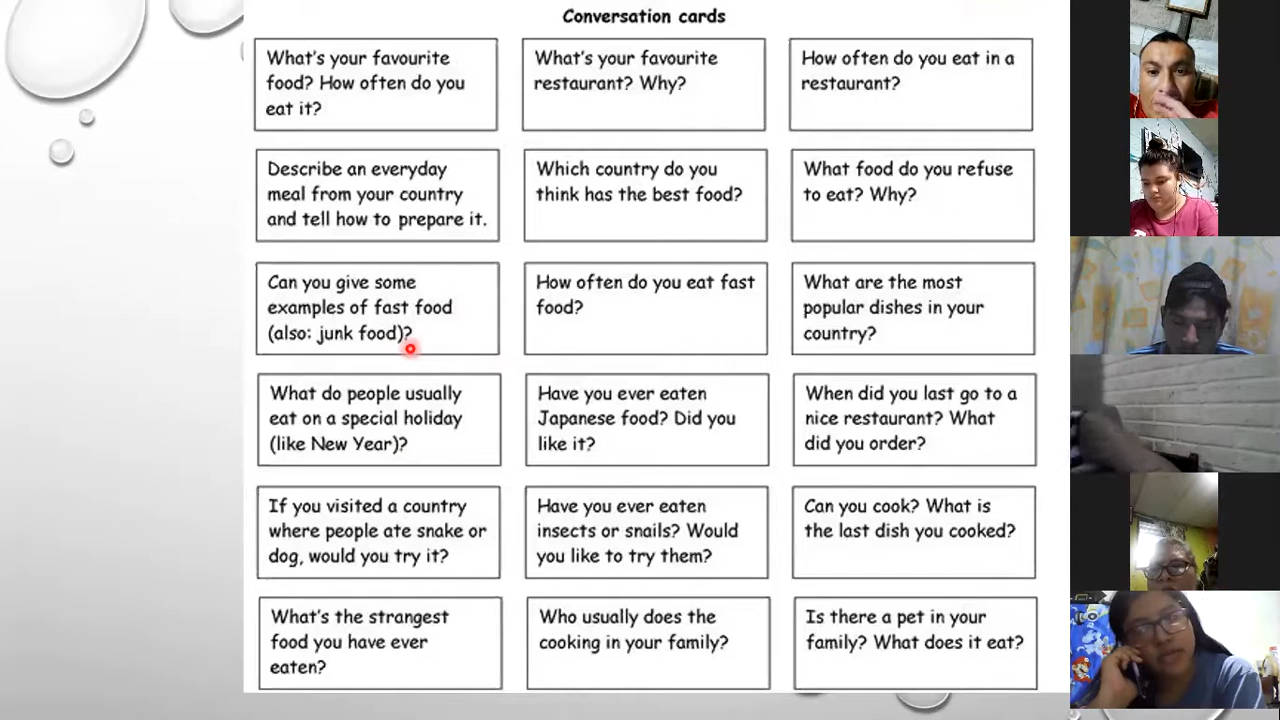 Conversation cards
What's your favourite
food? How often do you
eat it?
What's your favourite
restaurant? Why?
How often do you eat in a
restaurant?
Describe an everyday
meal from your country
and tell how to prepare it.
Which country do you
think has the best food?
What food do you refuse
to eat? Why?
Can you give some
examples of fast food
(also: junk food)?
How often do you eat fast
food?
What are the most
popular dishes in your
country?
What do people usually
eat on a special holiday
(like New Year)?
Have you ever eaten
Japanese food? Did you
like it?
When did you last go to a
nice restaurant? What
did you order?
If you visited a country
where people ate snake or
dog, would you try it?
Have you ever eaten
insects or snails? Would
you like to try them?
Can you cook? What is
the last dish you cooked?
What's the strangest
food you have ever
eaten?
Who usually does the
cooking in your family?
Is there a pet in your
family? What does it eat?